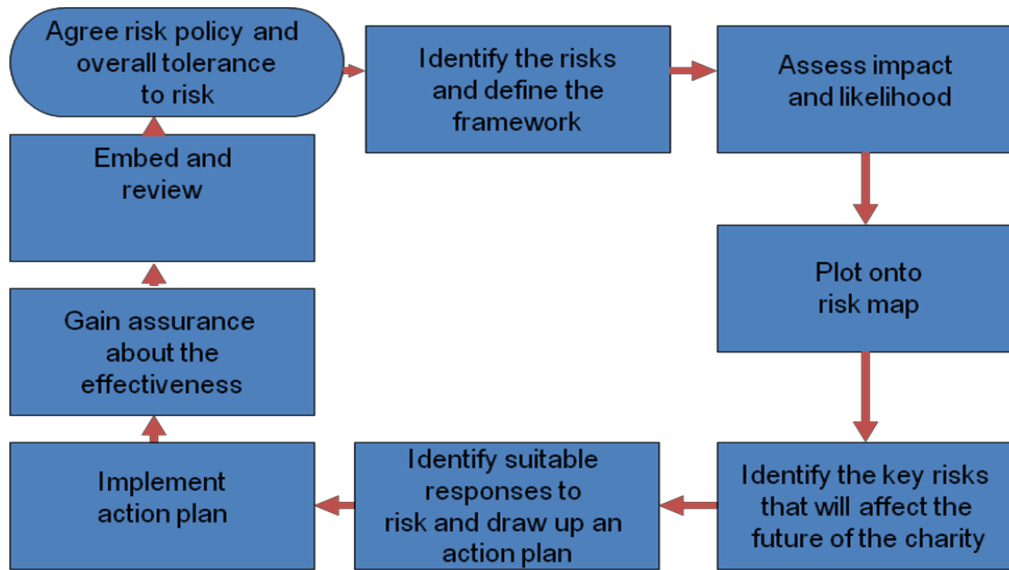 Agree risk policy and
overall tolerance
to risk
Identify the risks
and define the
framework
Assess impact
and likelihood
Plot onto
risk map
Identify the key risks
that will affect the
future of the charity
Identify suitable
responses to
risk and draw up an
action plan
Implement
action plan
Gain assurance
about the
effectiveness
Embed and
review